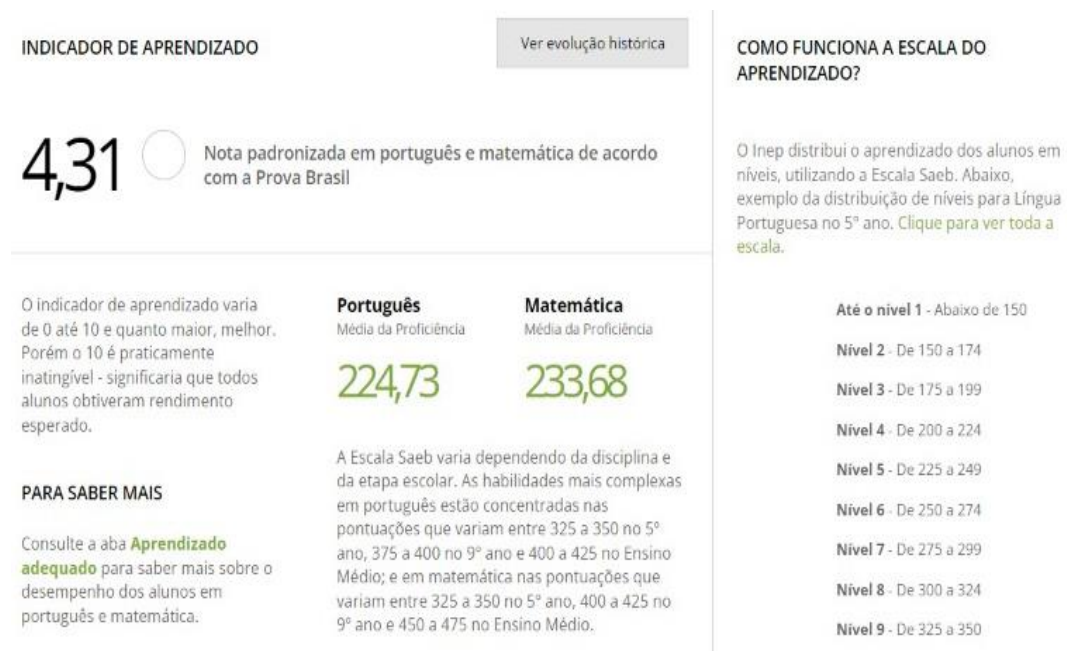 INDICADOR DE APRENDIZADO
Ver evolução histórica
4,31
Nota padronizada em português e matemática de acordo
com a Prova Brasil
O indicador de aprendizado varia
de 0 até 10 e quanto maior, melhor.
Porém o 10 é praticamente
inatingível - significaria que todos
alunos obtiveram rendimento
esperado.
PARA SABER MAIS
Consulte a aba Aprendizado
adequado para saber mais sobre o
desempenho dos alunos em
português e matemática.
Português
Média da Proficiência
224,73
Matemática
Média da Proficiência
233,68
A Escala Saeb varia dependendo da disciplina e
da etapa escolar. As habilidades mais complexas
em português estão concentradas nas
pontuações que variam entre 325 a 350 no 5º
ano, 375 a 400 no 9º ano e 400 a 425 no Ensino
Médio; e em matemática nas pontuações que
variam entre 325 a 350 no 5º ano, 400 a 425 no
9º ano e 450 a 475 no Ensino Médio.
COMO FUNCIONA A ESCALA DO
APRENDIZADO?
O Inep distribui o aprendizado dos alunos em
níveis, utilizando a Escala Saeb. Abaixo,
exemplo da distribuição de níveis para Língua
Portuguesa no 5º ano. Clique para ver toda a
escala.
Até o nível 1 - Abaixo de 150
Nível 2 - De 150 a 174
Nível 3 - De 175 a 199
Nível 4 - De 200 a 224
Nível 5 - De 225 a 249
Nível 6 - De 250 a 274
Nível 7 - De 275 a 299
Nível 8 - De 300 a 324
Nível 9 - De 325 a 350